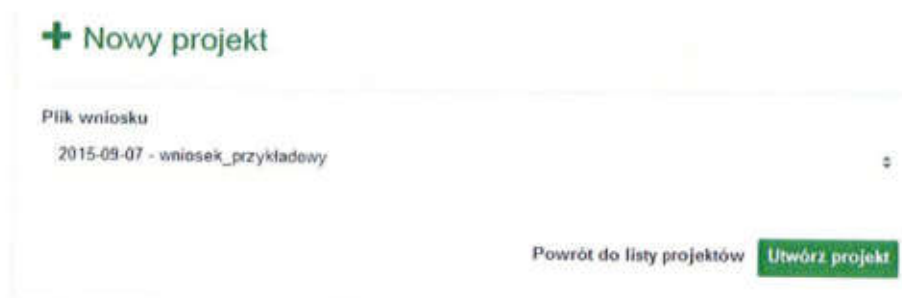 Nowy projekt
Plik wniosku
2015-09-07 - wniosek_przykładowy
Powrót do listy projektów Utwórz projekt